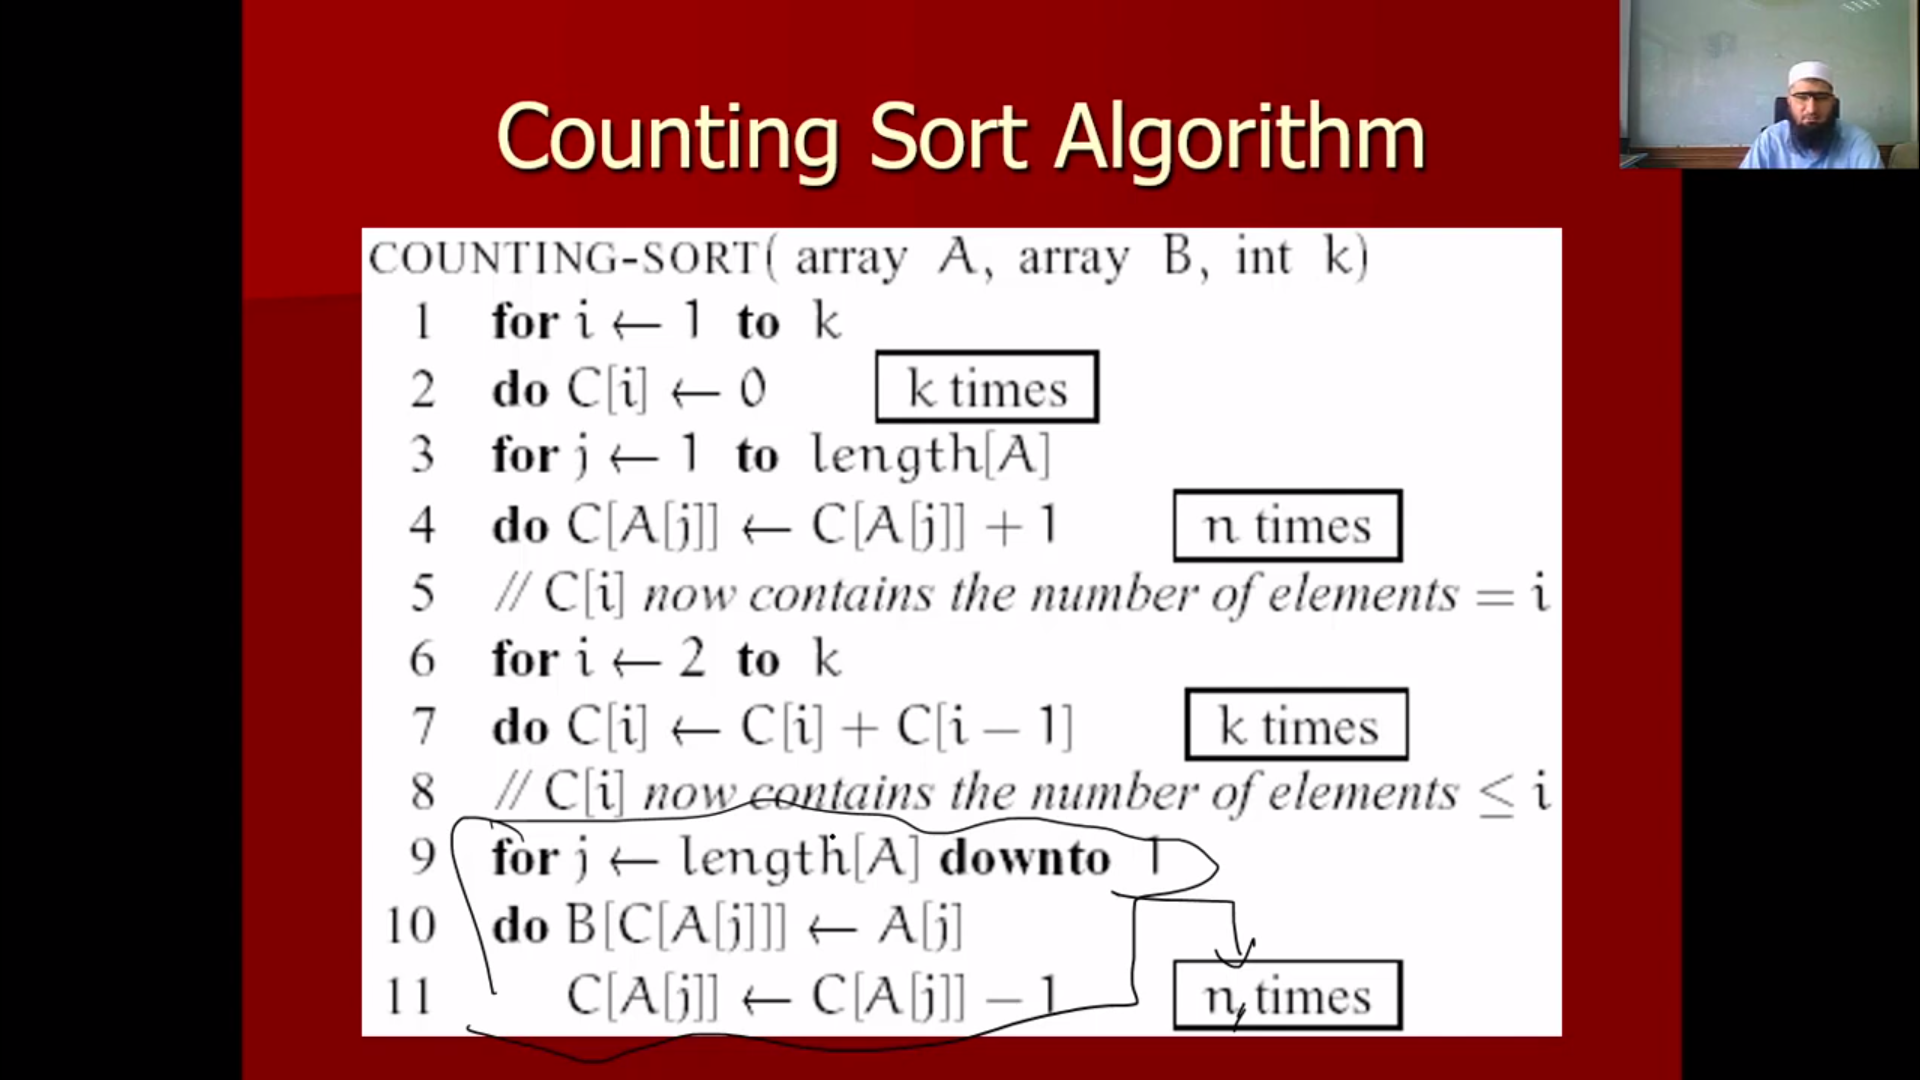 Counting Sort Algorithm
COUNTING-SORT( array A, array B, int k)
1 for i ← 1 to k
2 do C[i] ← 0 k times
3 for j ← 1 to length[A]
4 do C[A[j]] ← C[A[j]] + 1 n times
5 // C[i] now contains the number of elements = i
6 for i ← 2 to k
7 do C[i] ← C[i] + C[i − 1] k times
8 // C[i] now contains the number of elements ≤ i
9 for j ← length[A] downto 1
10 do B[C[A[j]]] ← A[j]
11 C[A[j]] ← C[A[j]] − 1 n times